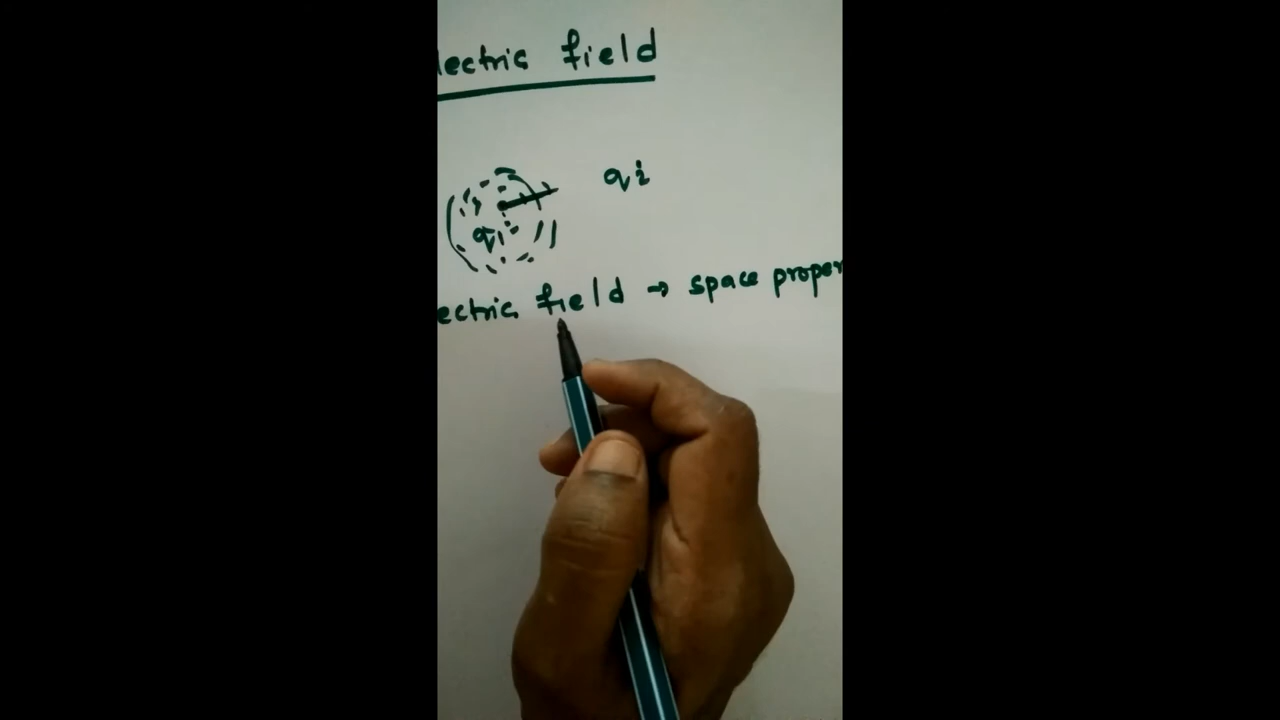 lectric field
q2
q1
ectric field → space proper